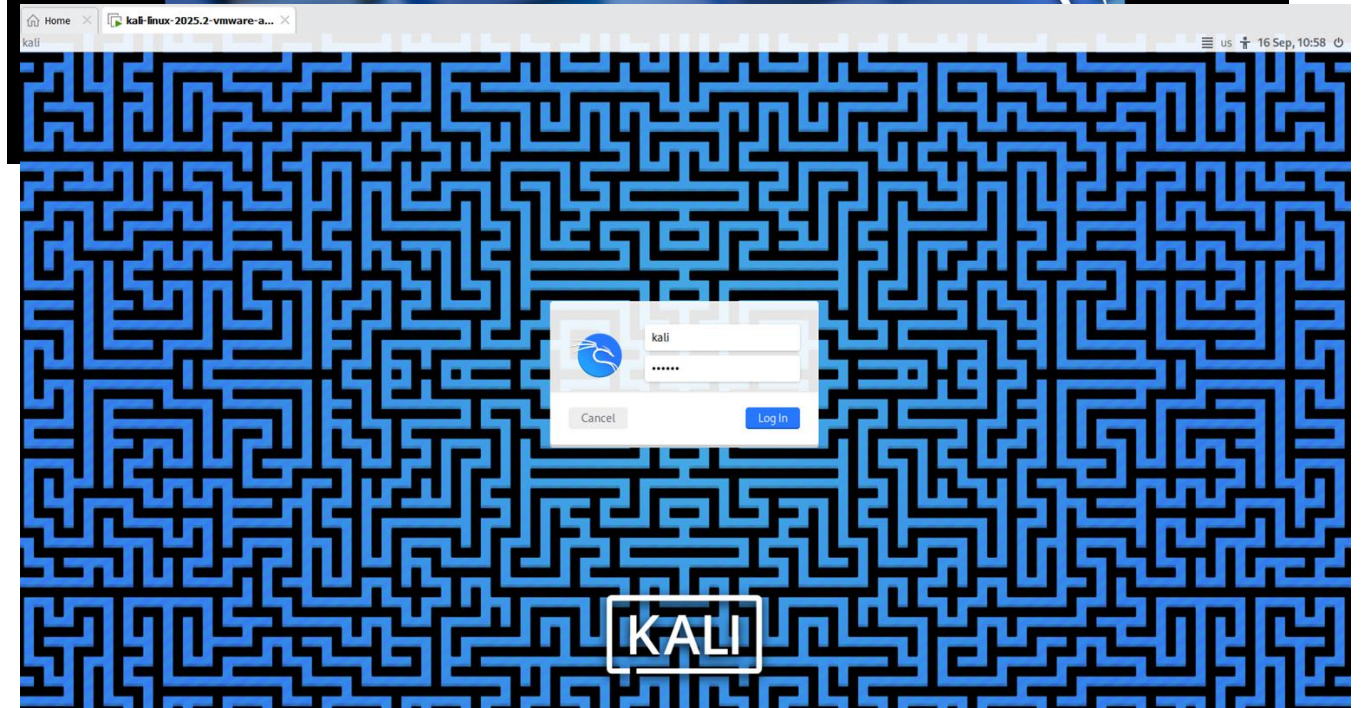 Home
kali-linux-2025.2-vmware-a...
kali
us
16 Sep, 10:58
kali
••••••
Cancel
Log In
KALI